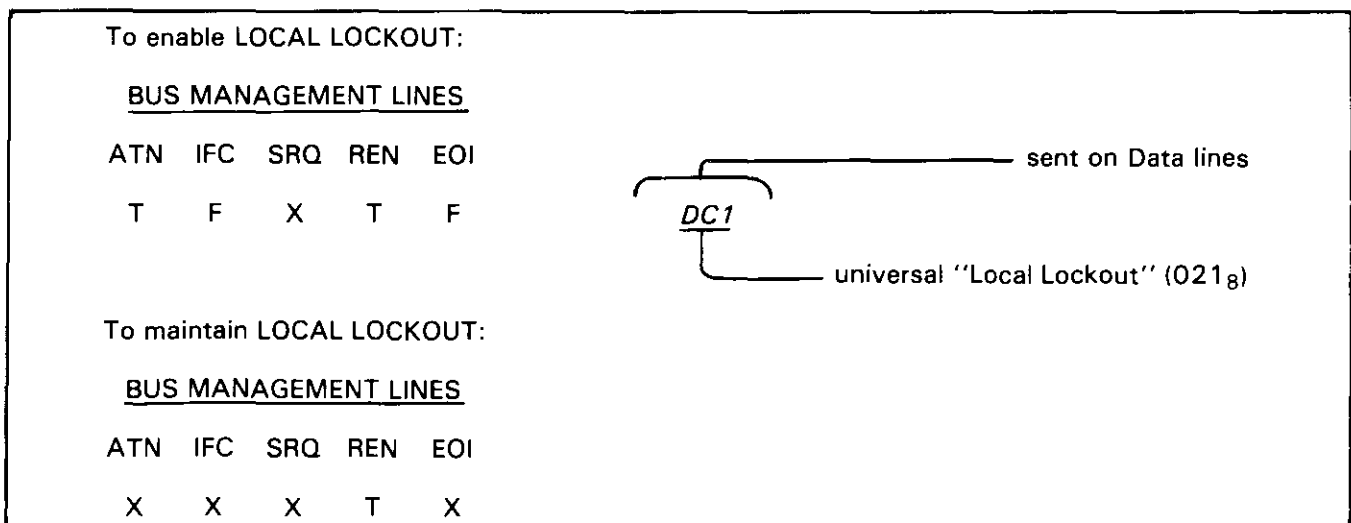 To enable LOCAL LOCKOUT:
BUS MANAGEMENT LINES
ATN IFC SRQ REN EOI
sent on Data lines
T F X T F
DC1
universal "Local Lockout" (021₈)
To maintain LOCAL LOCKOUT:
BUS MANAGEMENT LINES
ATN IFC SRQ REN EOI
X X X T X